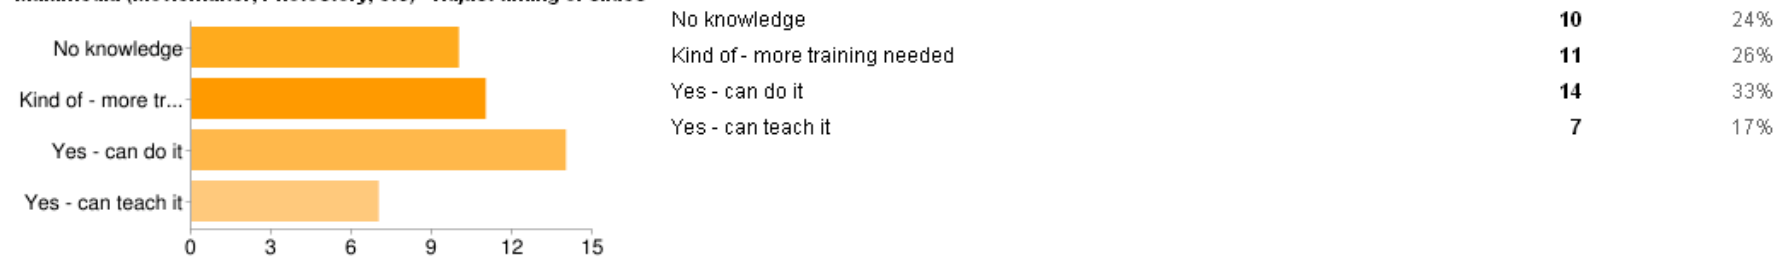 No knowledge
Kind of - more tr...
Yes - can do it
Yes - can teach it
0 3 6 9 12 15
No knowledge 10 24%
Kind of - more training needed 11 26%
Yes - can do it 14 33%
Yes - can teach it 7 17%